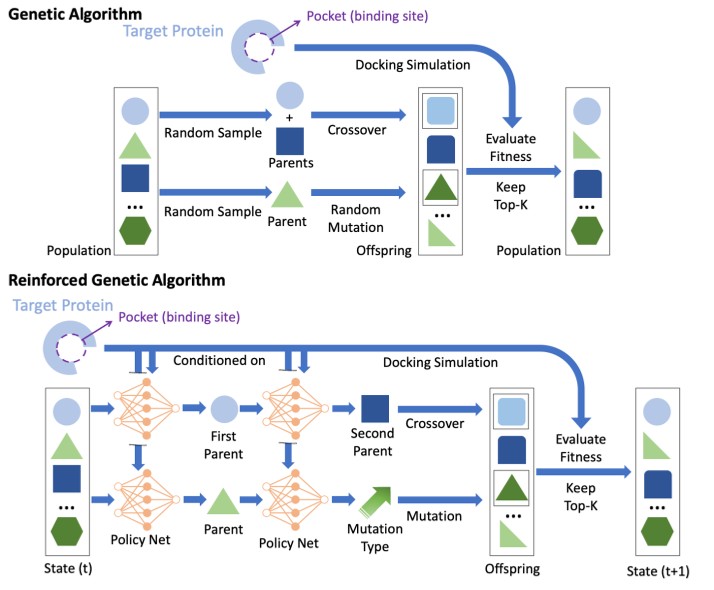 Genetic Algorithm
Pocket (binding site)
Target Protein
Docking Simulation
Random Sample
+
Parents
Crossover
Evaluate
Fitness
Keep
Top-K
...
Random Sample
Parent
Random
Mutation
...
...
Population
Offspring
Population
Reinforced Genetic Algorithm
Target Protein
Pocket (binding site)
Conditioned on
Docking Simulation
First
Parent
Second
Parent
Crossover
Evaluate
Fitness
Keep
Top-K
...
Parent
Mutation
Type
Mutation
...
...
Policy Net
Policy Net
State (t)
Offspring
State (t+1)